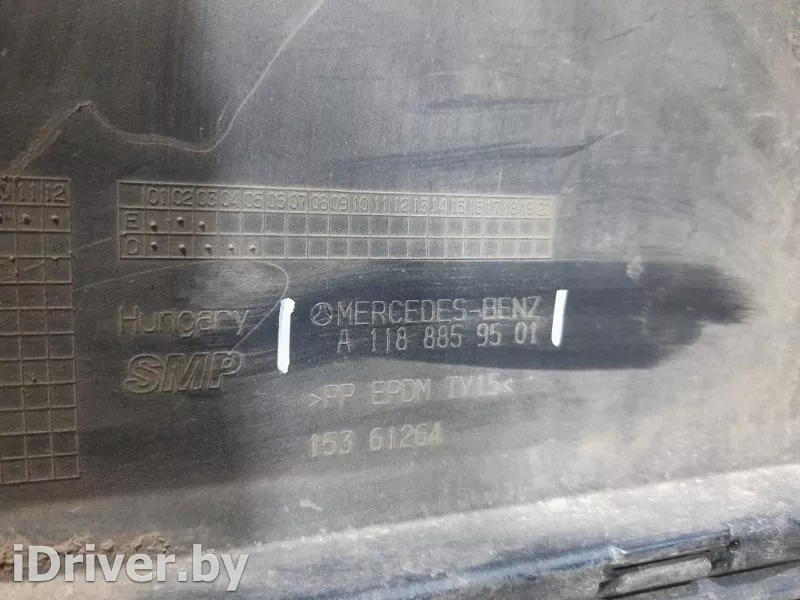 11 12
01 02 03 04 05 06 07 08 09 10 11 12 13 14 15 16 17 18 19 20
E
O
Hungary
SMP
MERCEDES-BENZ
A 118 885 95 01
>PP EPDM TV15<
153 61264
iDriver.by